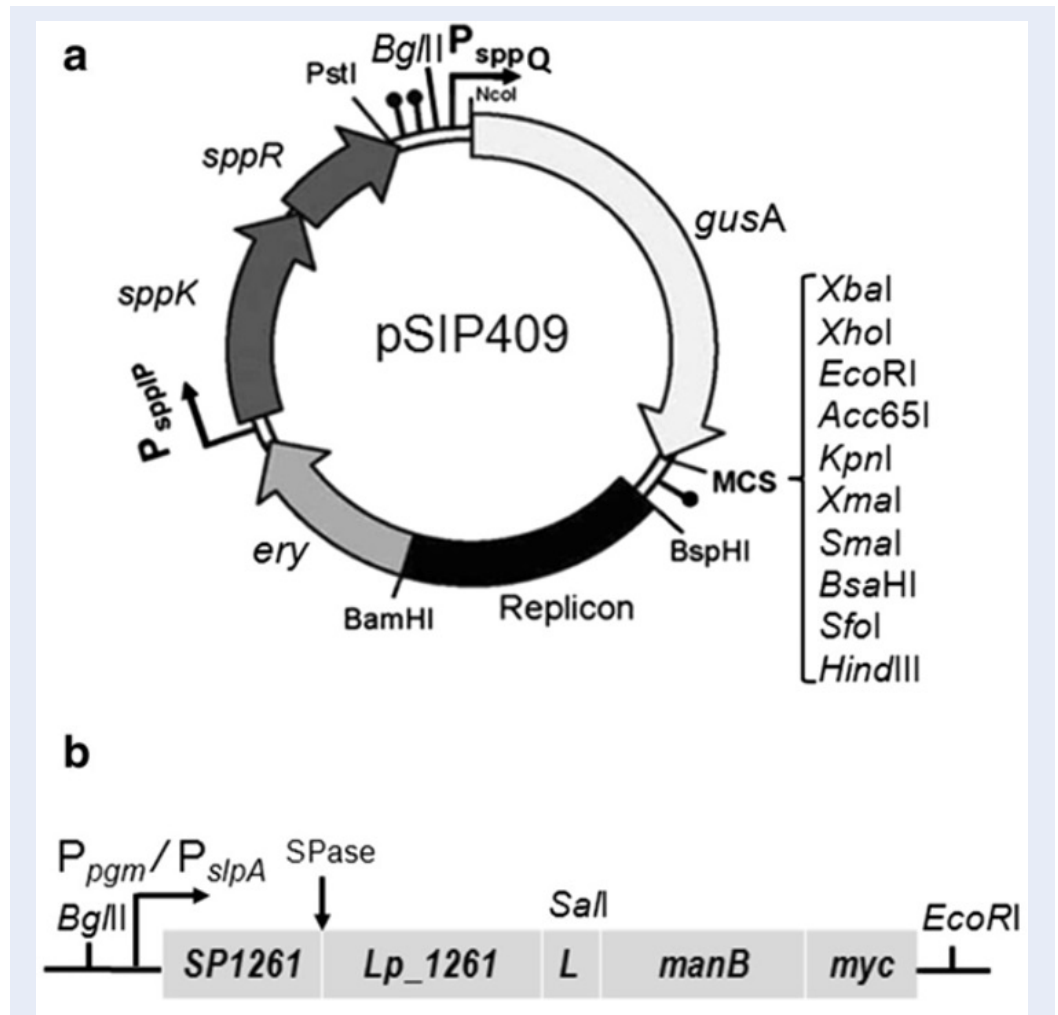 a
BglII PsppQ
PstI
NcoI
sppR
gusA
sppK
pSIP409
PsppIP
XbaI
XhoI
EcoRI
Acc65I
KpnI
XmaI
SmaI
BsaHI
SfoI
HindIII
MCS
BspHI
ery
Replicon
BamHI
b
Ppgm/PslpA
SPase
BglII
SalI
EcoRI
SP1261 Lp_1261 L manB myc